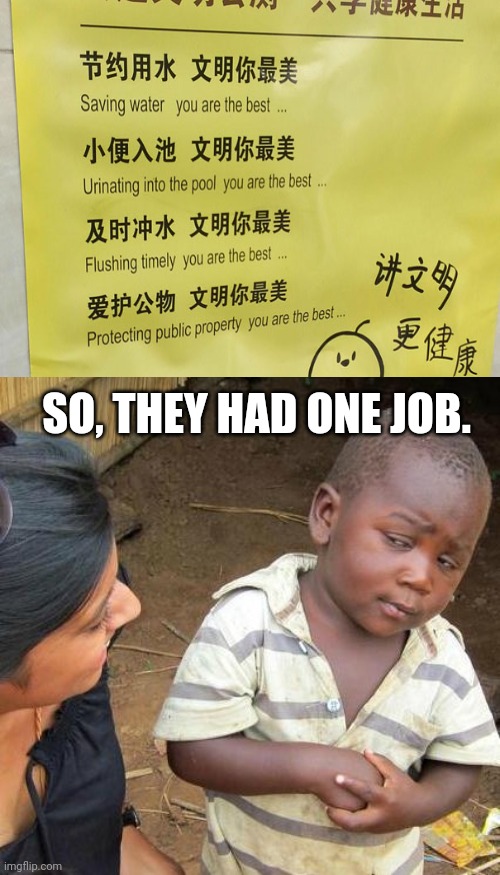 健康生活
节约用水 文明你最美
Saving water you are the best ...
小便入池 文明你最美
Urinating into the pool you are the best ...
及时冲水 文明你最美
Flushing timely you are the best ...
爱护公物 文明你最美
Protecting public property you are the best ...
讲文明
更健康
SO, THEY HAD ONE JOB.
imgflip.com